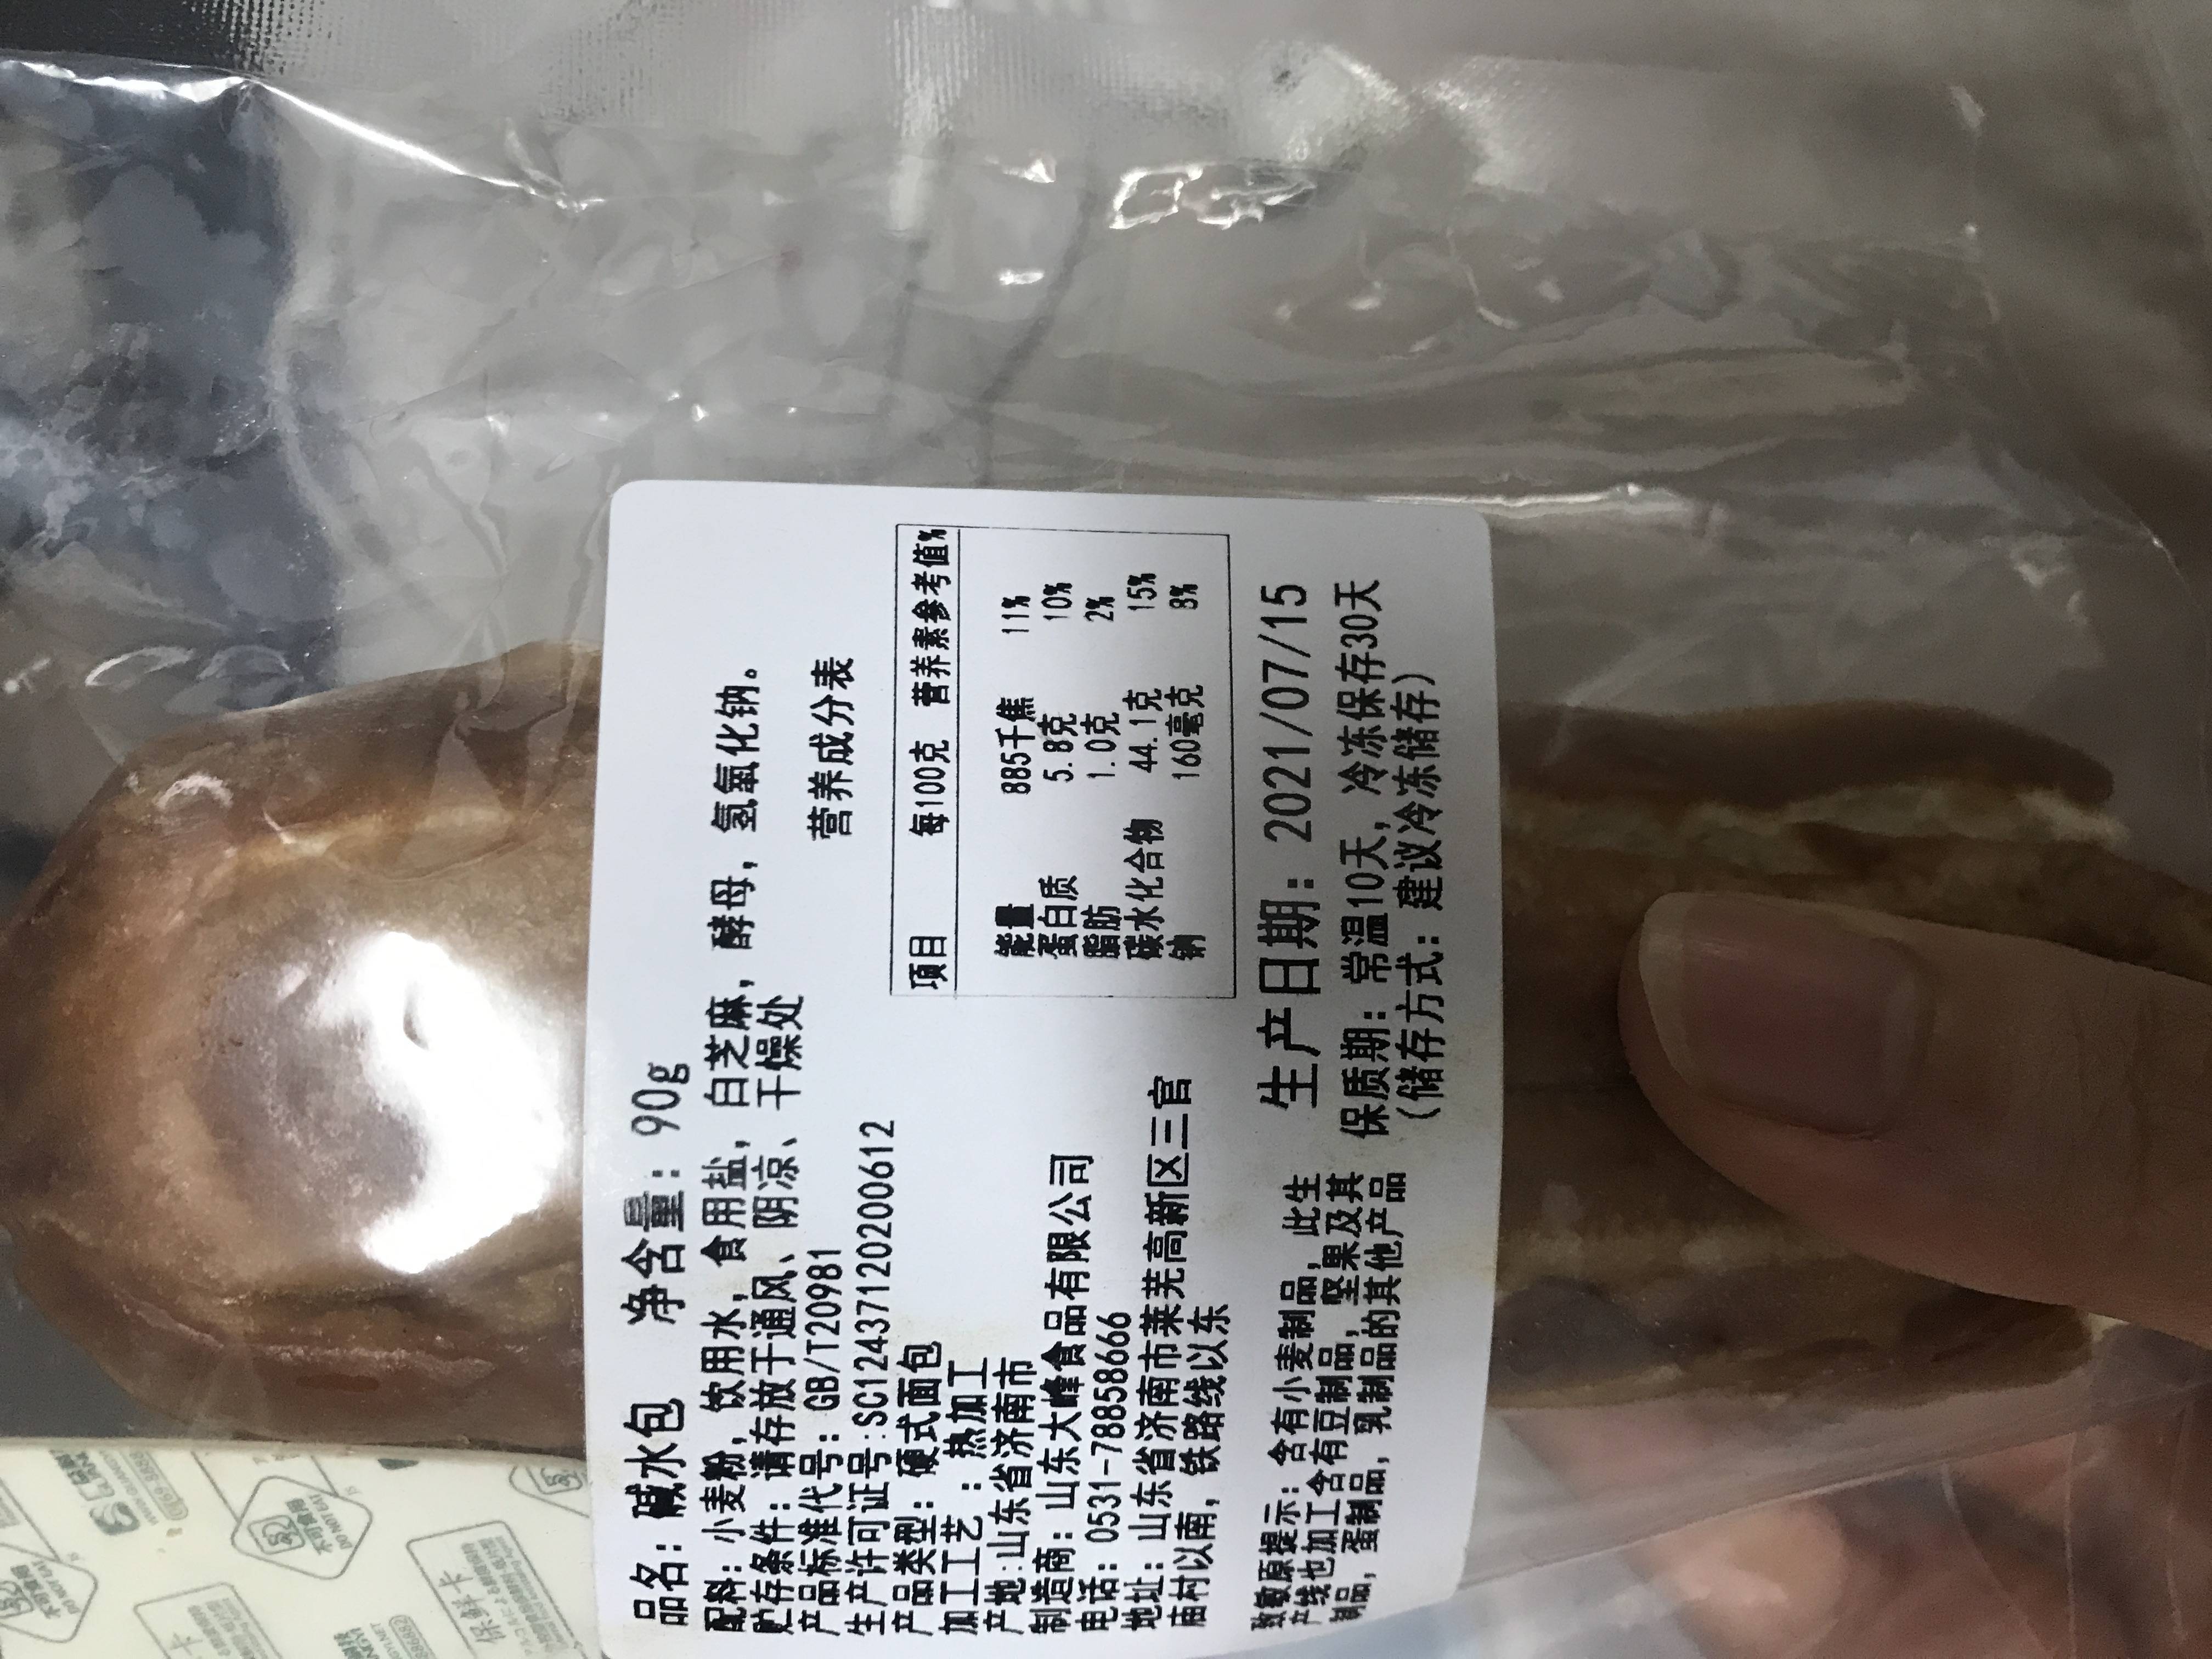 品名：碱水包 净含量：90g
配料：小麦粉，饮用水，食用盐，白芝麻，酵母，氢氧化钠。
贮存条件：请存放于通风、阴凉、干燥处
产品标准代号：GB/T20981
生产许可证号:SC12437120200612
产品类型：硬式面包
加工工艺 ：热加工
产地:山东省济南市
制造商：山东大峰食品有限公司
电话：0531-78858666
地址：山东省济南市莱芜高新区三官
庙村以南，铁路线以东
营养成分表
项目 每100克 营养素参考值%
能量 885千焦 11%
蛋白质 5.8克 10%
脂肪 1.0克 2%
碳水化合物 44.1克 15%
钠 160毫克 8%
致敏原提示：含有小麦制品，此生
产线也加工含有豆制品，坚果及其
制品，蛋制品，乳制品的其他产品
生产日期：2021/07/15
保质期：常温10天，冷冻保存30天
（储存方式：建议冷冻储存）
不可食用
DO NOT EAT
保鲜卡